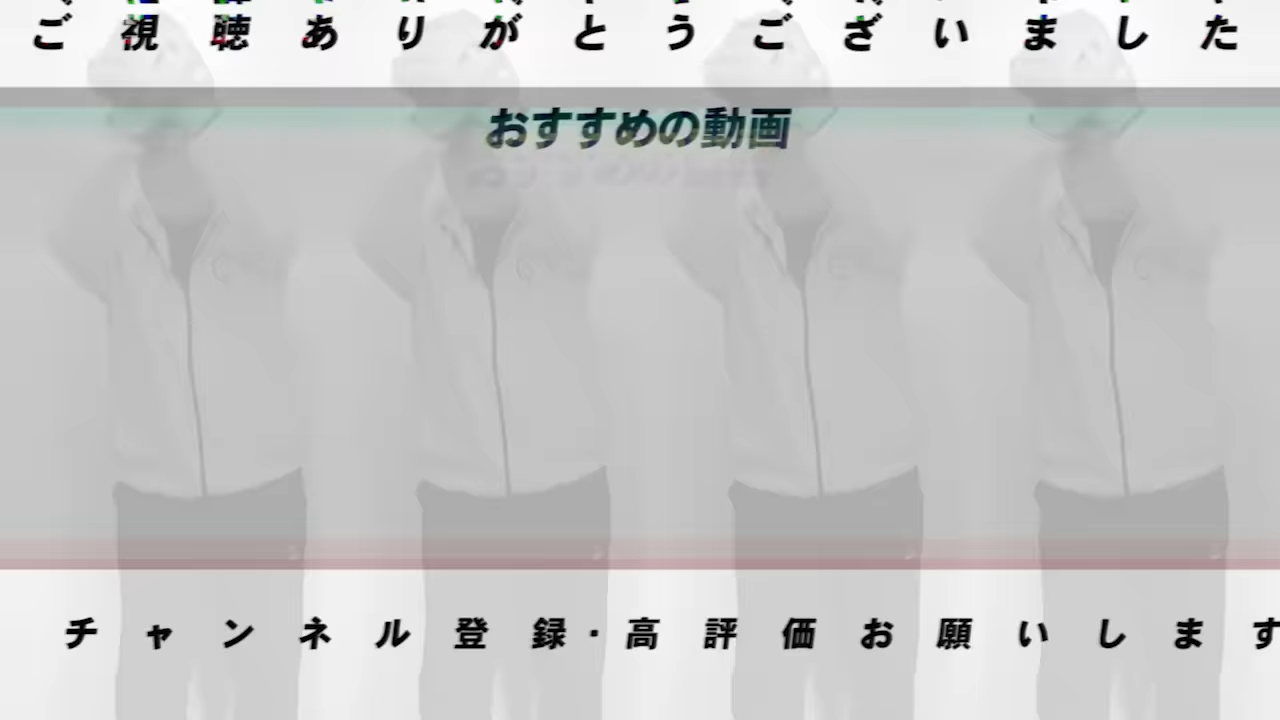 ご視聴ありがとうございました
おすすめの動画
チャンネル登録・高評価お願いします